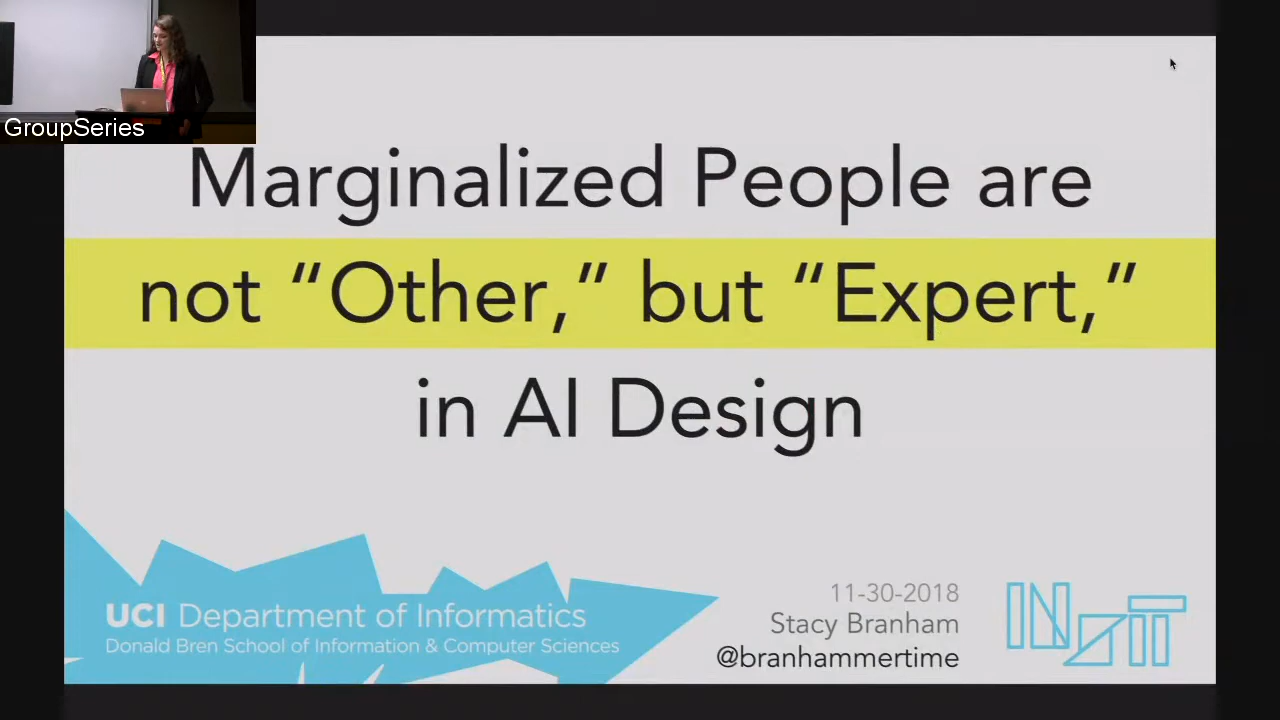 GroupSeries
Marginalized People are
not “Other,” but “Expert,”
in AI Design
UCI Department of Informatics
Donald Bren School of Information & Computer Sciences
11-30-2018
Stacy Branham
@branhammertime